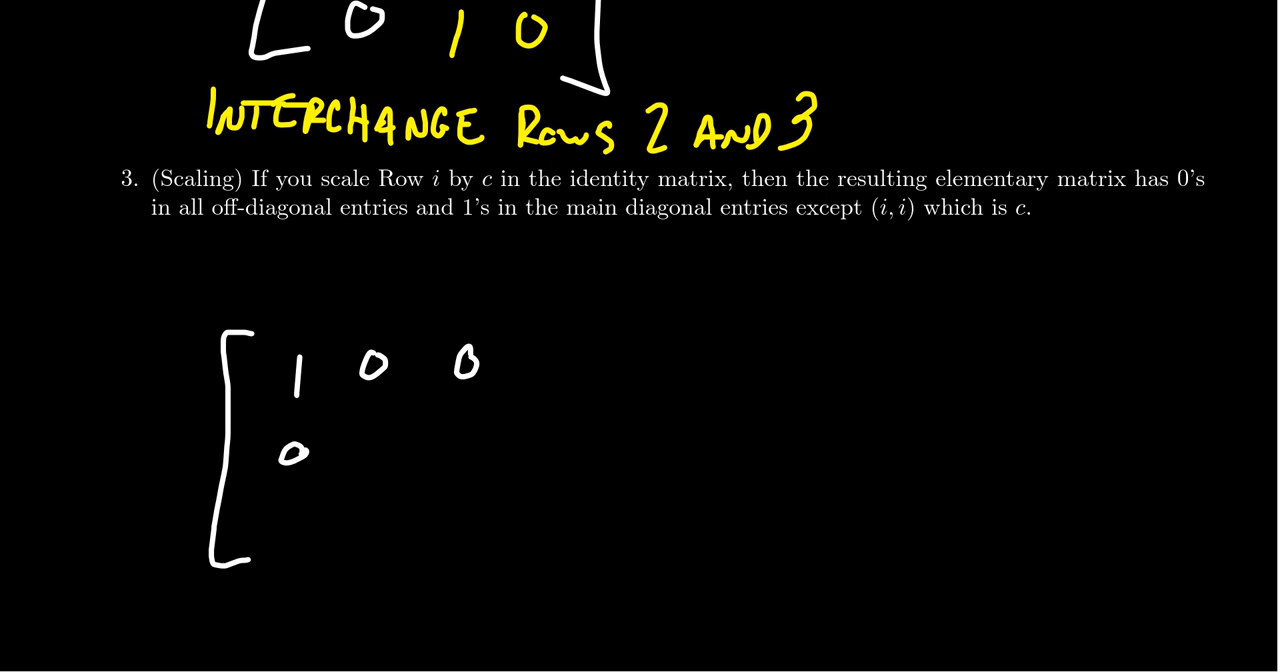 0 1 0
INTERCHANGE ROWS 2 AND 3
3. (Scaling) If you scale Row i by c in the identity matrix, then the resulting elementary matrix has 0's
in all off-diagonal entries and 1's in the main diagonal entries except (i, i) which is c.
1 0 0
0